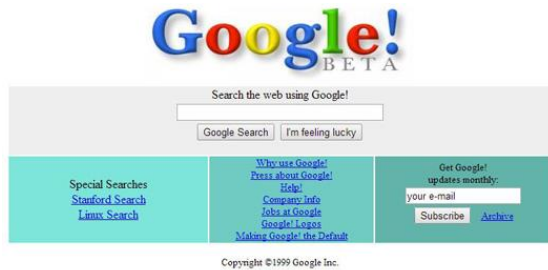 Google!
BETA
Search the web using Google!
Google Search I'm feeling lucky
Special Searches
Stanford Search
Linux Search
Why use Google!
Press about Google!
Help!
Company Info
Jobs at Google
Google! Logos
Making Google! the Default
Get Google!
updates monthly:
your e-mail
Subscribe Archive
Copyright ©1999 Google Inc.